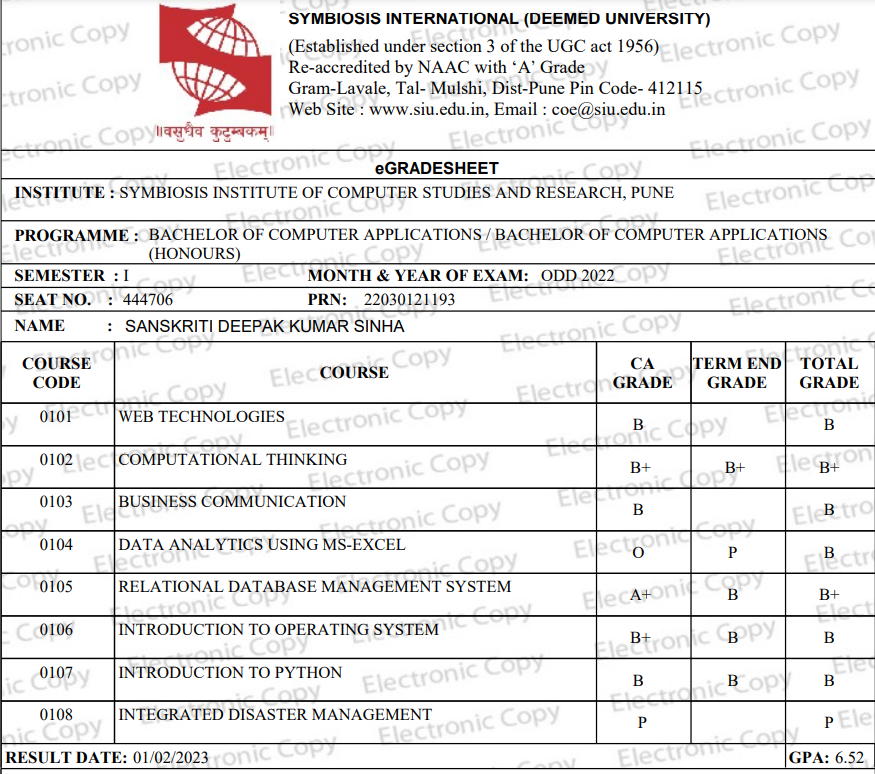 SYMBIOSIS INTERNATIONAL (DEEMED UNIVERSITY)
(Established under section 3 of the UGC act 1956)
Re-accredited by NAAC with ‘A’ Grade
Gram-Lavale, Tal- Mulshi, Dist-Pune Pin Code- 412115
Web Site : www.siu.edu.in, Email : coe@siu.edu.in
॥वसुधैव कुटुम्बकम्॥
eGRADESHEET
INSTITUTE : SYMBIOSIS INSTITUTE OF COMPUTER STUDIES AND RESEARCH, PUNE
PROGRAMME : BACHELOR OF COMPUTER APPLICATIONS / BACHELOR OF COMPUTER APPLICATIONS
(HONOURS)
SEMESTER : I MONTH & YEAR OF EXAM: ODD 2022
SEAT NO. : 444706 PRN: 22030121193
NAME : SANSKRITI DEEPAK KUMAR SINHA
COURSE CODE COURSE CA GRADE TERM END GRADE TOTAL GRADE
0101 WEB TECHNOLOGIES B B
0102 COMPUTATIONAL THINKING B+ B+ B+
0103 BUSINESS COMMUNICATION B B
0104 DATA ANALYTICS USING MS-EXCEL O P B
0105 RELATIONAL DATABASE MANAGEMENT SYSTEM A+ B B+
0106 INTRODUCTION TO OPERATING SYSTEM B+ B B
0107 INTRODUCTION TO PYTHON B B B
0108 INTEGRATED DISASTER MANAGEMENT P P
RESULT DATE: 01/02/2023 GPA: 6.52
Electronic Copy